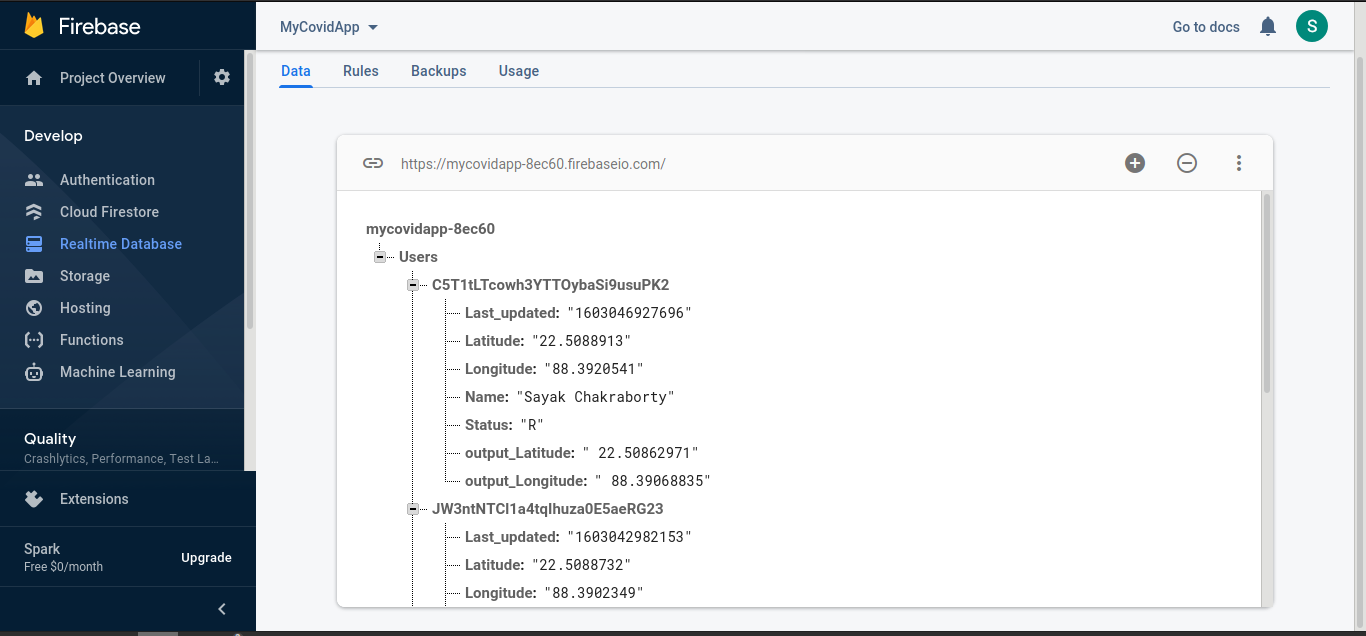 Firebase
MyCovidApp
Go to docs
S
Project Overview
Data Rules Backups Usage
Develop
Authentication
Cloud Firestore
Realtime Database
Storage
Hosting
Functions
Machine Learning
Quality
Crashlytics, Performance, Test La...
Extensions
Spark
Free $0/month
Upgrade
https://mycovidapp-8ec60.firebaseio.com/
mycovidapp-8ec60
Users
C5T1tLTcowh3YTTOybaSi9usuPK2
Last_updated: "1603046927696"
Latitude: "22.5088913"
Longitude: "88.3920541"
Name: "Sayak Chakraborty"
Status: "R"
output_Latitude: " 22.50862971"
output_Longitude: " 88.39068835"
JW3ntNTCl1a4tqlhuza0E5aeRG23
Last_updated: "1603042982153"
Latitude: "22.5088732"
Longitude: "88.3902349"